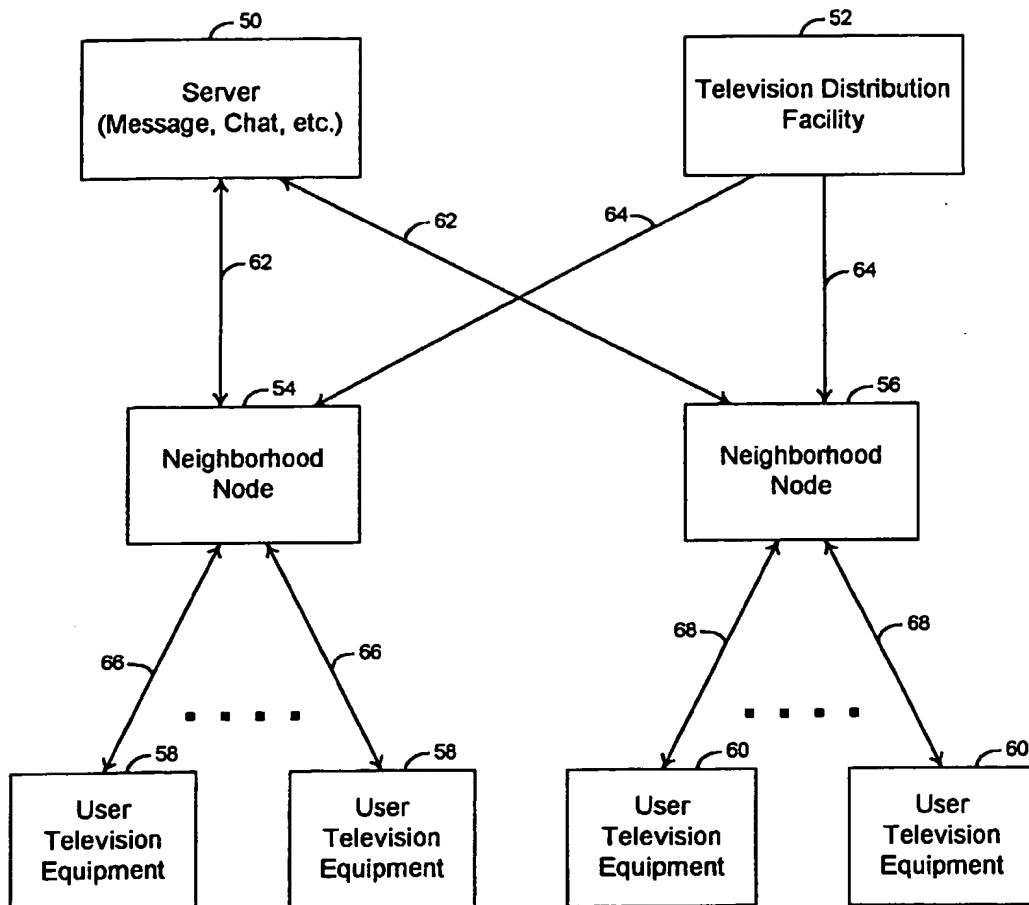 50
52
Server
(Message, Chat, etc.)
Television Distribution
Facility
62
62
64
64
54
56
Neighborhood
Node
Neighborhood
Node
66
66
68
68
58
58
60
60
User
Television
Equipment
User
Television
Equipment
User
Television
Equipment
User
Television
Equipment